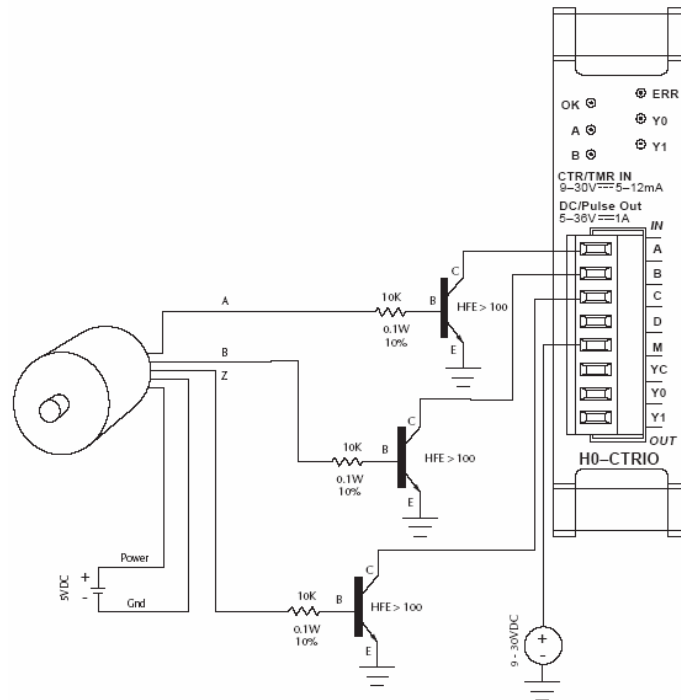 ERR
OK
Y0
A
Y1
B
CTR/TMR IN
9–30V 5–12mA
DC/Pulse Out
5–36V 1A
IN
A
B
C
D
M
YC
Y0
Y1
OUT
H0–CTRIO
A
10K
B
C
HFE > 100
0.1W
10%
E
B
Z
10K
B
C
HFE > 100
0.1W
10%
E
10K
B
C
HFE > 100
0.1W
10%
E
Power
5VDC
+
-
Gnd
9 - 30VDC
+
-